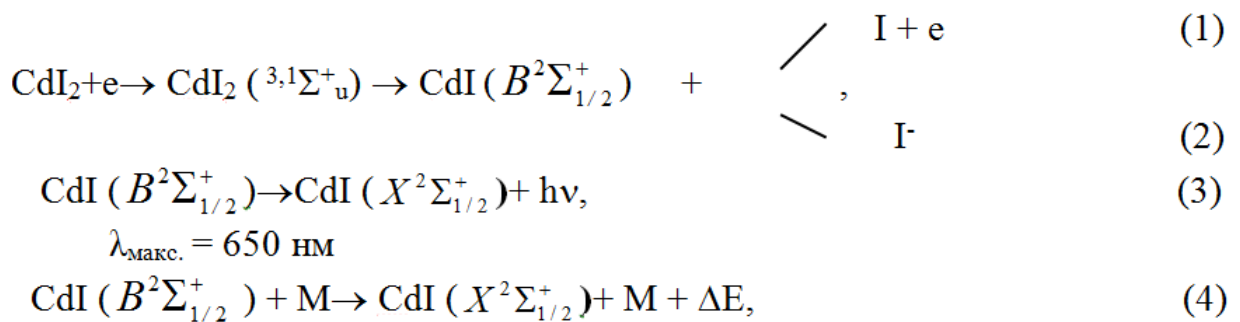 I + e (1)
CdI₂+e→ CdI₂ (³,¹Σ⁺ᵤ) → CdI (B²Σ⁺₁/₂) + ,
I⁻ (2)
CdI (B²Σ⁺₁/₂)→CdI (X²Σ⁺₁/₂)+ hν, (3)
λмакс. = 650 нм
CdI (B²Σ⁺₁/₂) + M→ CdI (X²Σ⁺₁/₂)+ M + ΔE, (4)